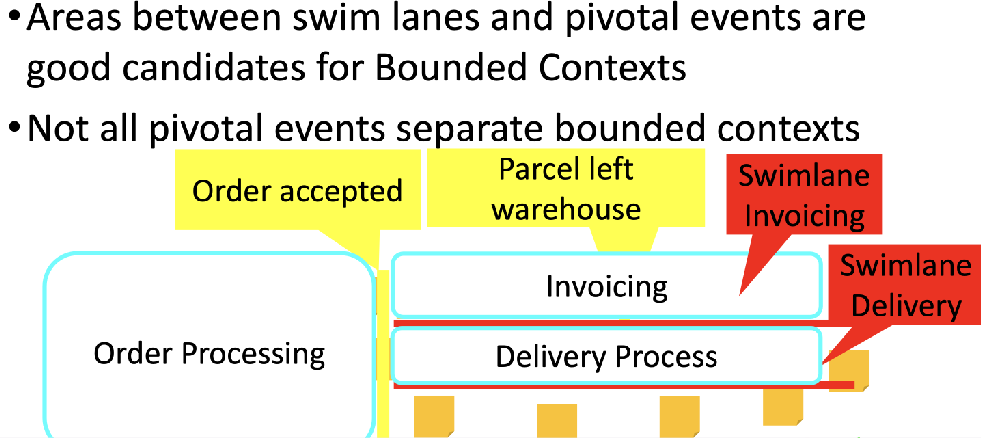 •Areas between swim lanes and pivotal events are
good candidates for Bounded Contexts
•Not all pivotal events separate bounded contexts
Order accepted
Parcel left
warehouse
Swimlane
Invoicing
Swimlane
Delivery
Invoicing
Order Processing
Delivery Process